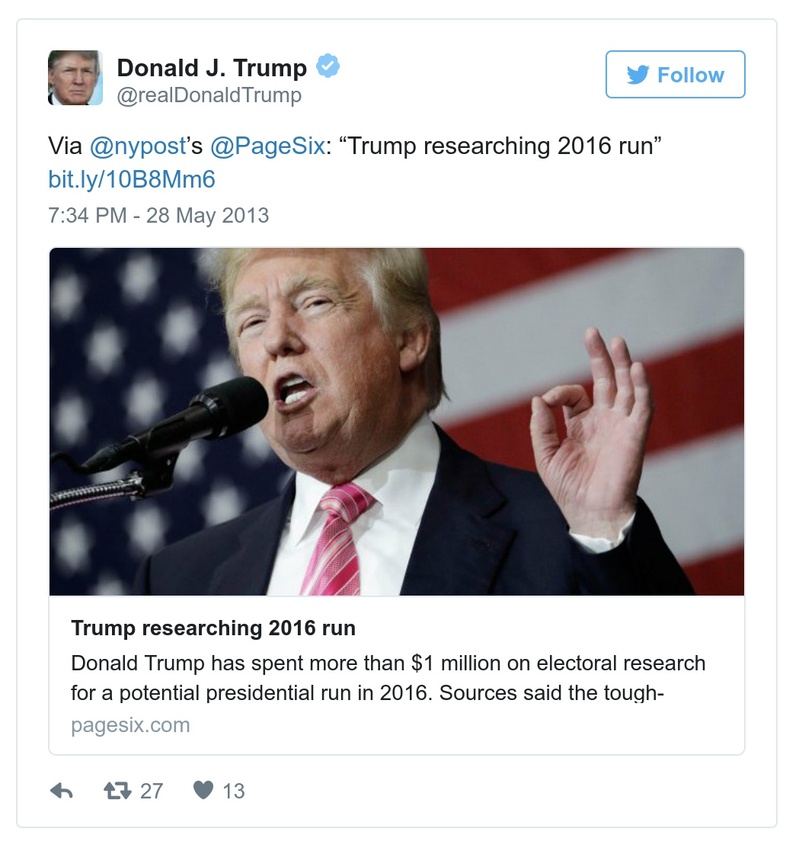 Donald J. Trump
@realDonaldTrump
Follow
Via @nypost’s @PageSix: “Trump researching 2016 run”
bit.ly/10B8Mm6
7:34 PM - 28 May 2013
Trump researching 2016 run
Donald Trump has spent more than $1 million on electoral research
for a potential presidential run in 2016. Sources said the tough-
pagesix.com
27
13